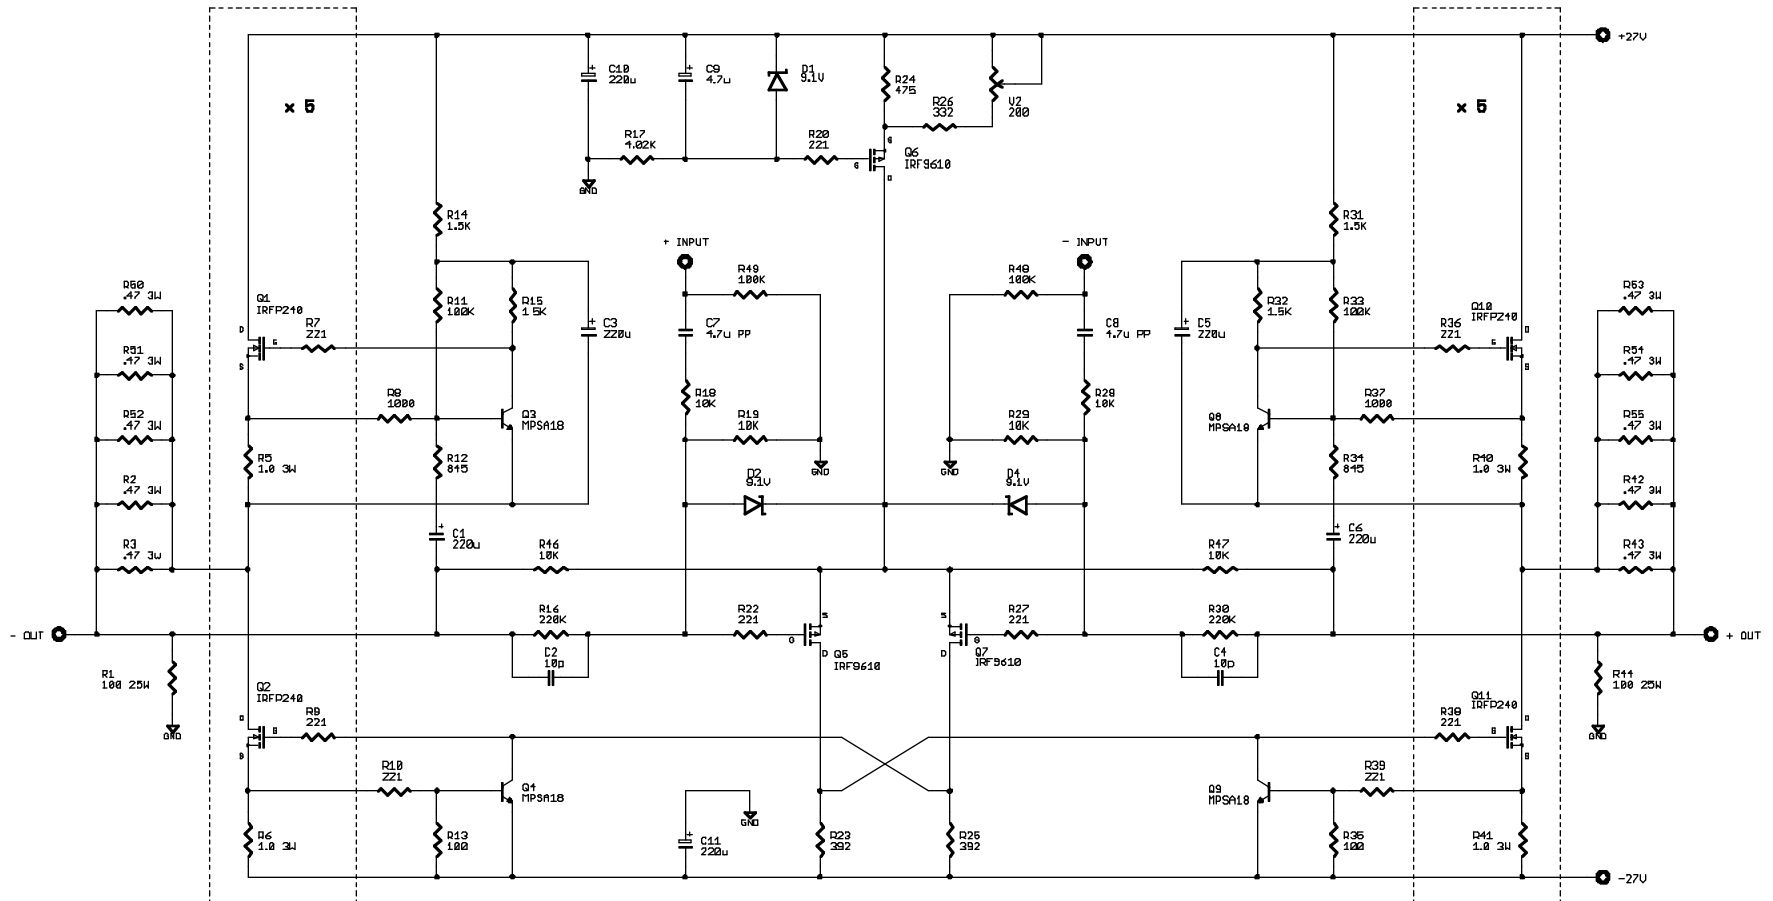 +27V
× 5
× 5
C10
220u
C9
4.7u
D1
9.1V
R24
475
R26
332
V2
200
R17
4.02K
R20
221
G
S
D
Q6
IRF9610
GND
R14
1.5K
R31
1.5K
+ INPUT
- INPUT
R50
.47 3W
R49
100K
R48
100K
R53
.47 3W
Q1
IRFP240
R11
100K
R15
1.5K
R32
1.5K
R33
100K
Q10
IRFP240
D
G
S
R7
221
C3
220u
C7
4.7u PP
C8
4.7u PP
C5
220u
R36
221
G
D
S
R51
.47 3W
R54
.47 3W
R8
1000
R18
10K
R28
10K
R37
1000
R52
.47 3W
Q3
MPSA18
R19
10K
R29
10K
Q8
MPSA18
R55
.47 3W
R5
1.0 3W
R12
845
GND
GND
R34
845
R40
1.0 3W
R2
.47 3W
D2
9.1V
D4
9.1V
R42
.47 3W
C1
220u
R46
10K
R47
10K
C6
220u
R3
.47 3W
R43
.47 3W
- OUT
R16
220K
R22
221
S
G
D
S
G
D
R27
221
R30
220K
+ OUT
C2
10p
Q5
IRF9610
Q7
IRF9610
C4
10p
R1
100 25W
R44
100 25W
GND
GND
Q2
IRFP240
Q11
IRFP240
D
G
S
R9
221
R38
221
G
D
S
R10
221
Q4
MPSA18
GND
Q9
MPSA18
R39
221
R6
1.0 3W
R13
100
C11
220u
R23
392
R25
392
R35
100
R41
1.0 3W
-27V